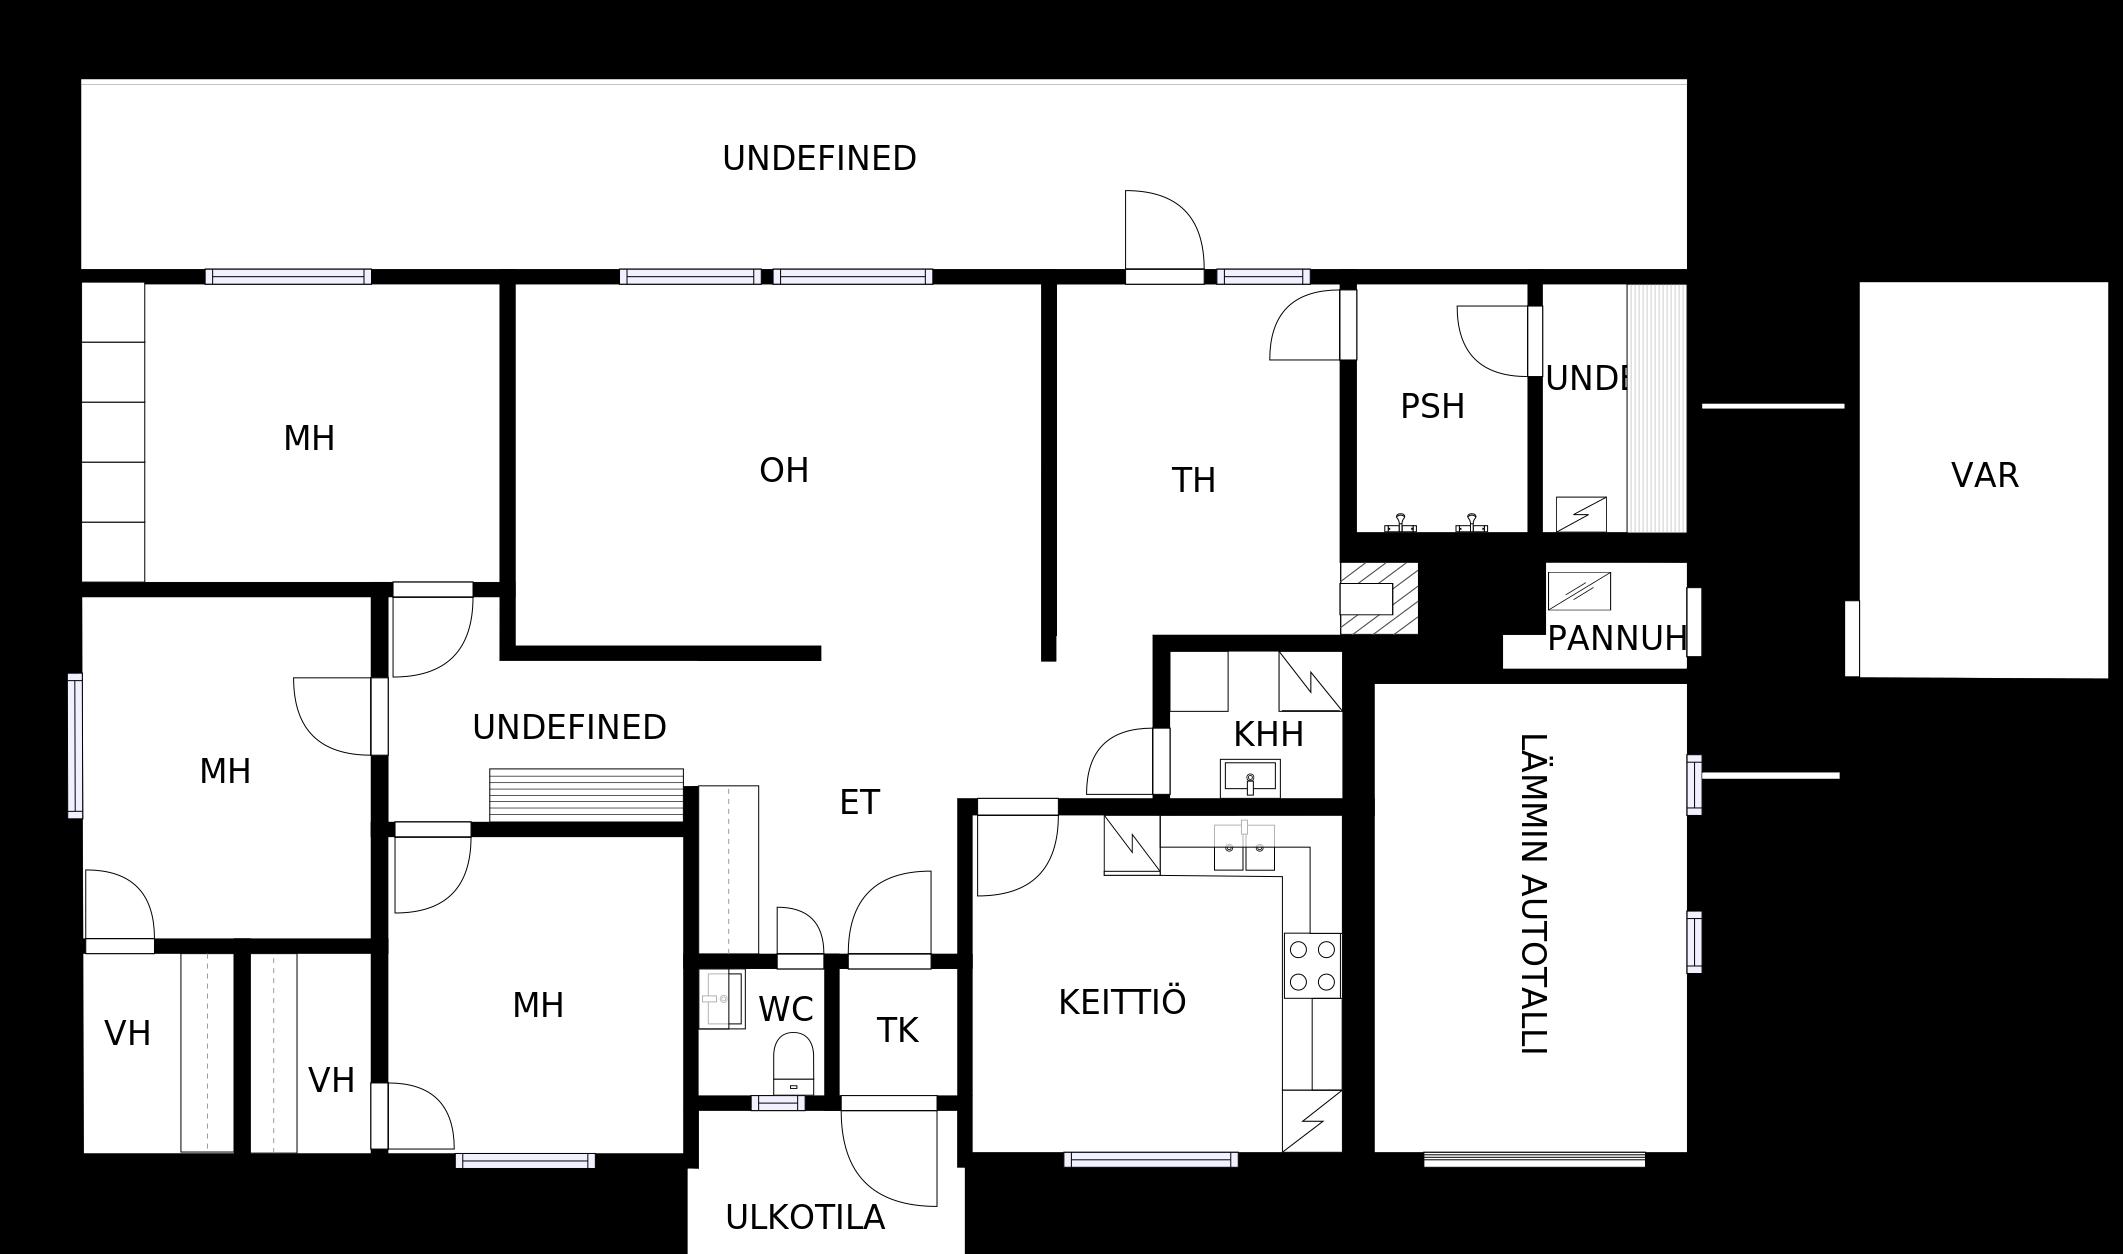 UNDEFINED
MH
OH
TH
PSH
UNDE
VAR
PANNUH
UNDEFINED
KHH
MH
ET
LÄMMIN AUTOTALLI
MH
WC
KEITTIÖ
VH
TK
VH
ULKOTILA